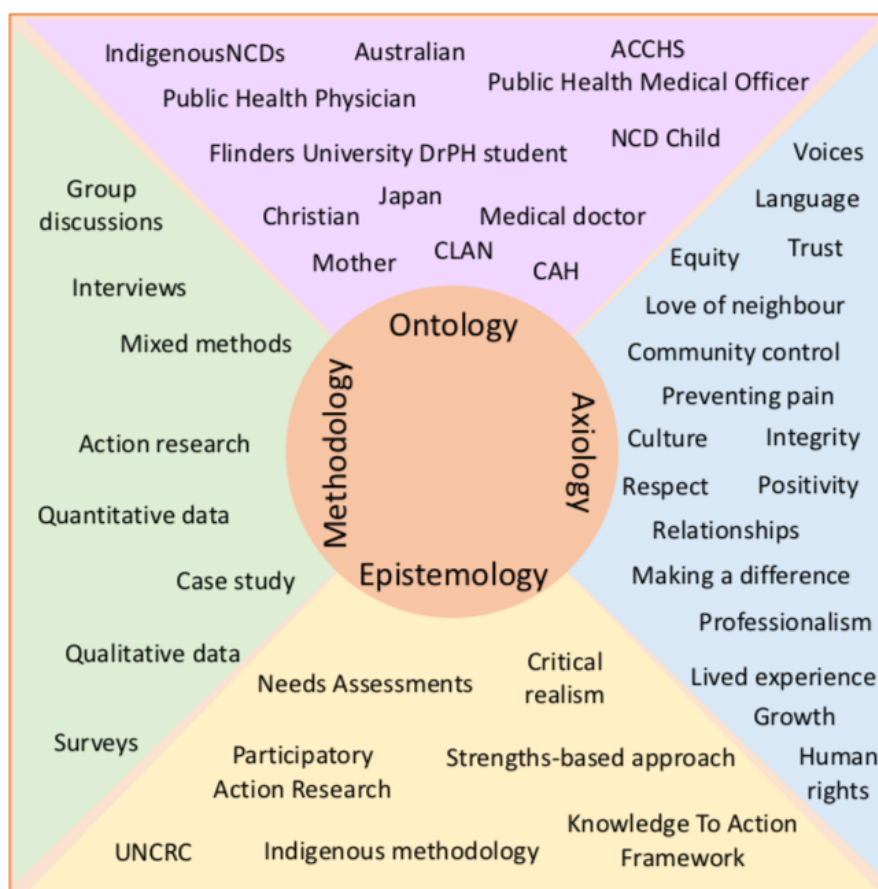 IndigenousNCDs
Australian
ACCHS
Public Health Physician
Public Health Medical Officer
Flinders University DrPH student
NCD Child
Japan
Christian
Medical doctor
Mother
CLAN
CAH
Ontology
Group
discussions
Interviews
Mixed methods
Action research
Quantitative data
Case study
Qualitative data
Surveys
Methodology
Voices
Language
Equity
Trust
Love of neighbour
Community control
Preventing pain
Culture
Integrity
Respect
Positivity
Relationships
Making a difference
Professionalism
Lived experience
Growth
Human
rights
Axiology
Epistemology
Needs Assessments
Critical
realism
Participatory
Action Research
Strengths-based approach
UNCRC
Indigenous methodology
Knowledge To Action
Framework